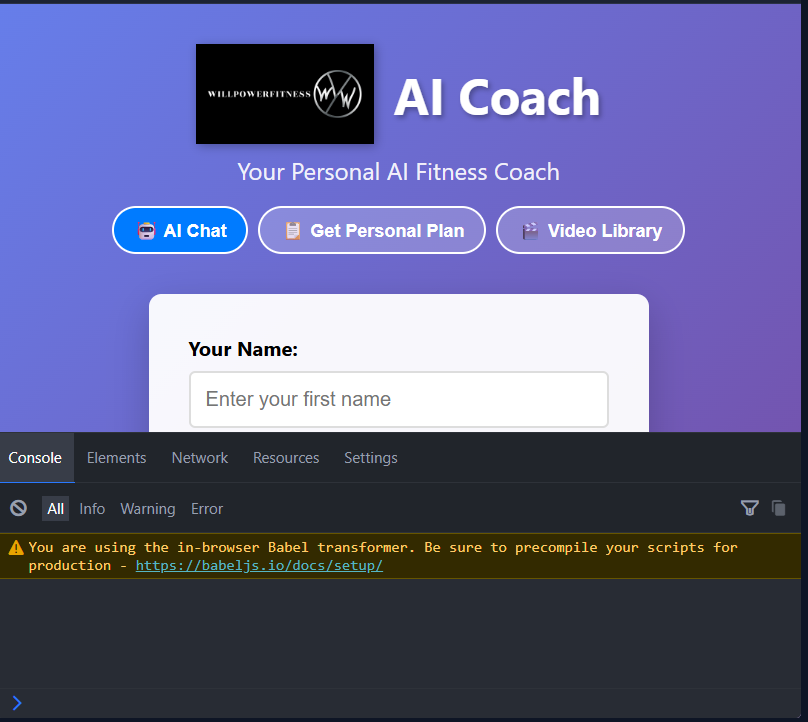 WILLPOWERFITNESS W W
AI Coach
Your Personal AI Fitness Coach
AI Chat
Get Personal Plan
Video Library
Your Name:
Enter your first name
Console Elements Network Resources Settings
All Info Warning Error
You are using the in-browser Babel transformer. Be sure to precompile your scripts for
production - https://babeljs.io/docs/setup/